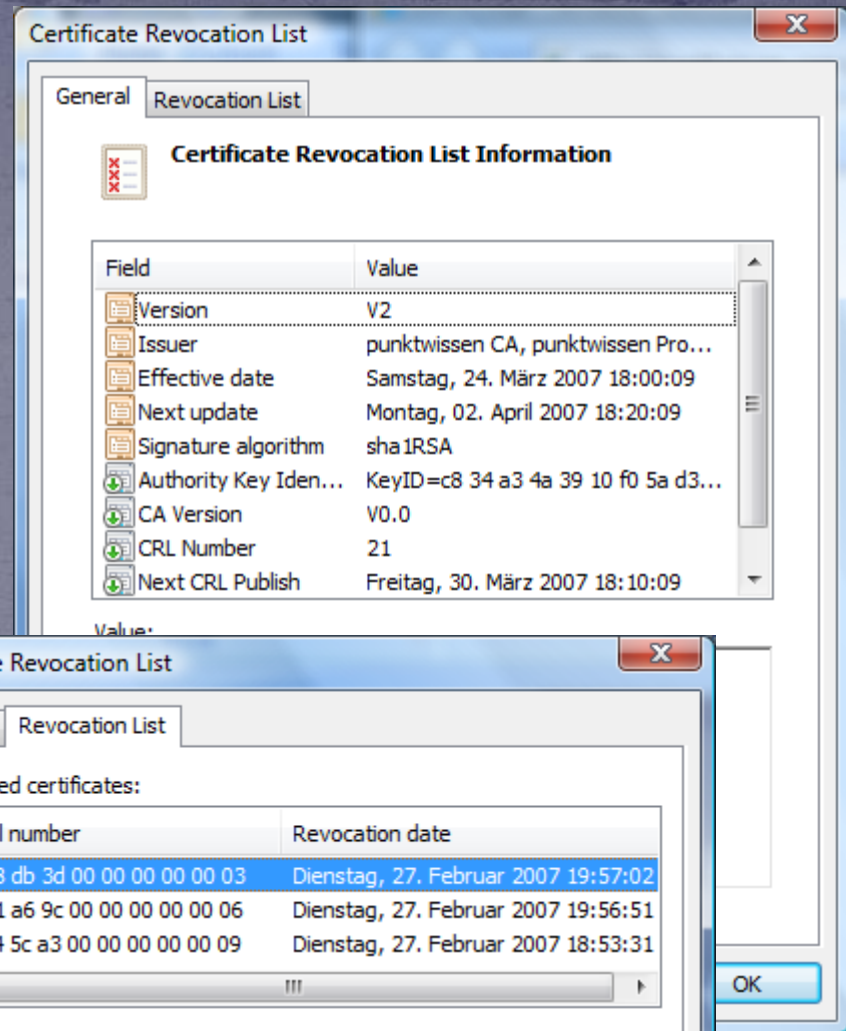 Certificate Revocation List
General Revocation List
Certificate Revocation List Information
Field Value
Version V2
Issuer punktwissen CA, punktwissen Pro...
Effective date Samstag, 24. März 2007 18:00:09
Next update Montag, 02. April 2007 18:20:09
Signature algorithm sha1RSA
Authority Key Iden... KeyID=c8 34 a3 4a 39 10 f0 5a d3...
CA Version V0.0
CRL Number 21
Next CRL Publish Freitag, 30. März 2007 18:10:09
Value:
Revocation List
Revocation List
certificates:
number Revocation date
db 3d 00 00 00 00 00 03 Dienstag, 27. Februar 2007 19:57:02
a6 9c 00 00 00 00 00 06 Dienstag, 27. Februar 2007 19:56:51
5c a3 00 00 00 00 00 09 Dienstag, 27. Februar 2007 18:53:31
OK